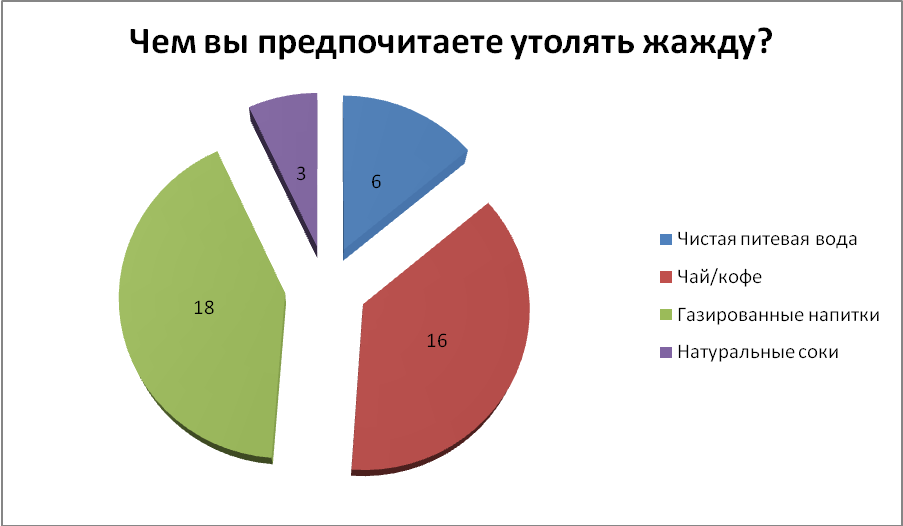 Чем вы предпочитаете утолять жажду?
3
6
18
16
Чистая питевая вода
Чай/кофе
Газированные напитки
Натуральные соки